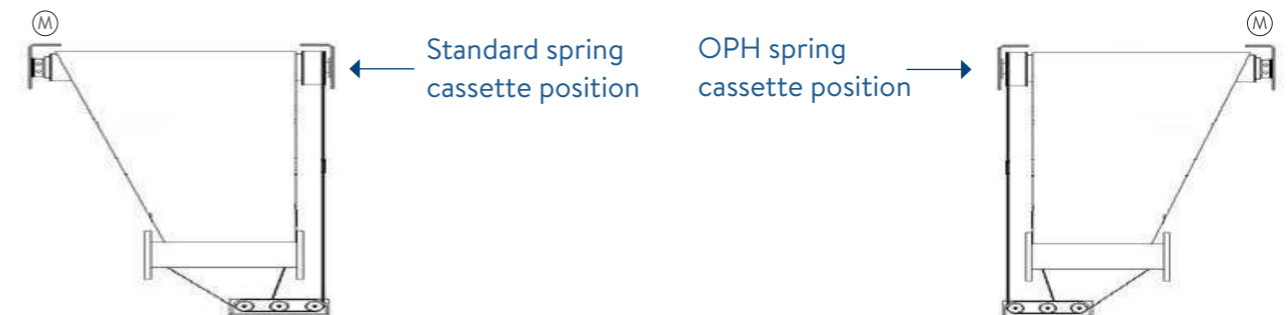 M
Standard spring
cassette position
OPH spring
cassette position
M